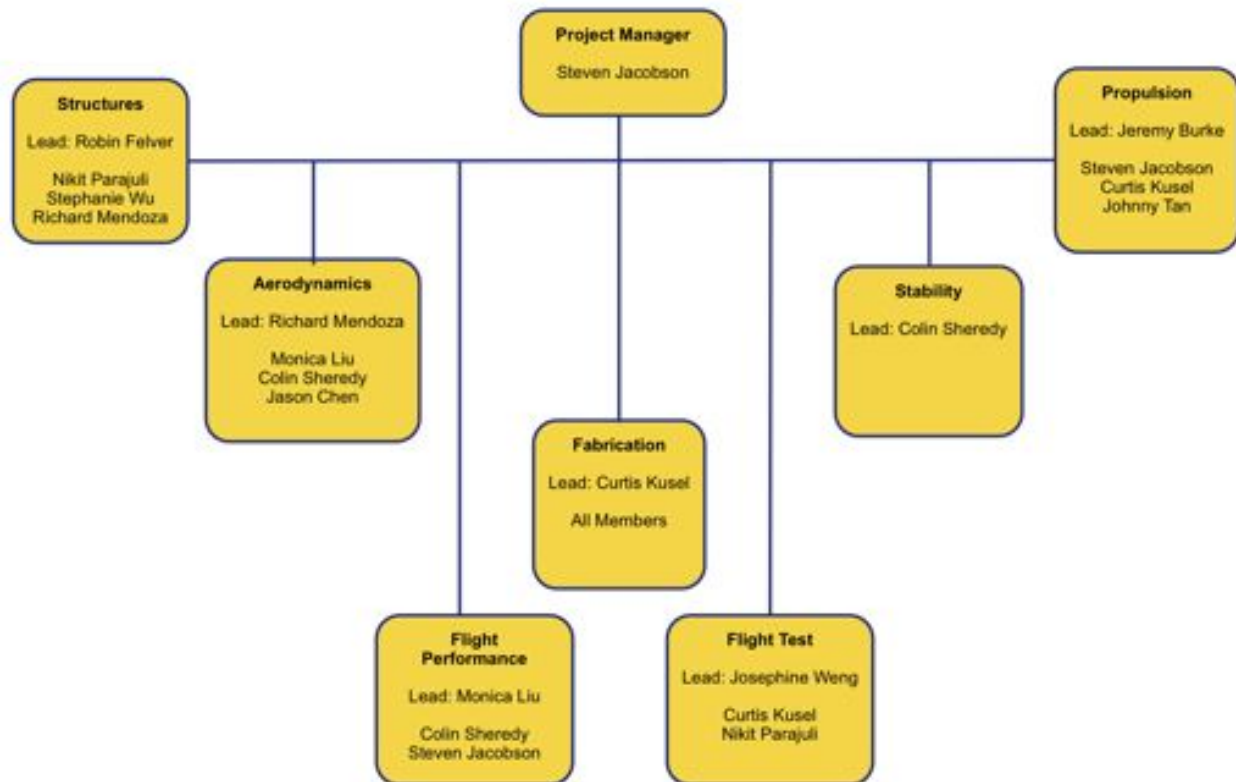 Project Manager
Steven Jacobson
Structures
Lead: Robin Felver
Nikit Parajuli
Stephanie Wu
Richard Mendoza
Propulsion
Lead: Jeremy Burke
Steven Jacobson
Curtis Kusel
Johnny Tan
Aerodynamics
Lead: Richard Mendoza
Monica Liu
Colin Sheredy
Jason Chen
Stability
Lead: Colin Sheredy
Fabrication
Lead: Curtis Kusel
All Members
Flight
Performance
Lead: Monica Liu
Colin Sheredy
Steven Jacobson
Flight Test
Lead: Josephine Weng
Curtis Kusel
Nikit Parajuli